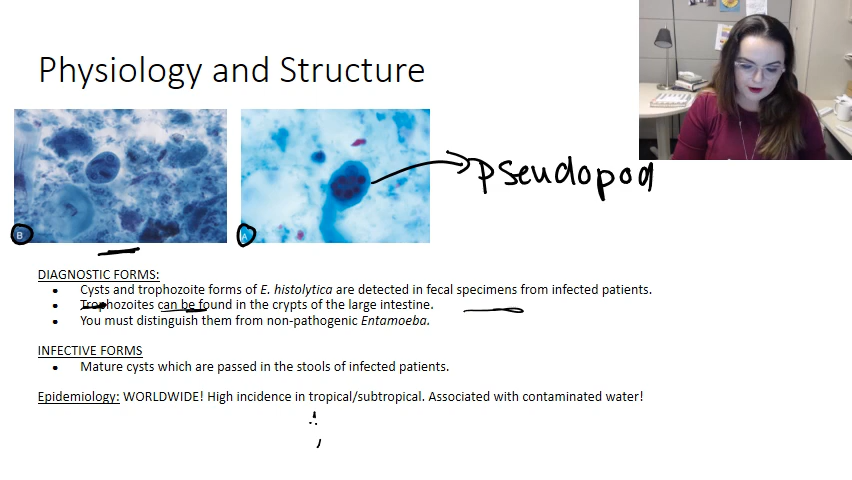 Physiology and Structure
pseudopod
B
A
DIAGNOSTIC FORMS:
• Cysts and trophozoite forms of E. histolytica are detected in fecal specimens from infected patients.
• Trophozoites can be found in the crypts of the large intestine.
• You must distinguish them from non-pathogenic Entamoeba.
INFECTIVE FORMS
• Mature cysts which are passed in the stools of infected patients.
Epidemiology: WORLDWIDE! High incidence in tropical/subtropical. Associated with contaminated water!